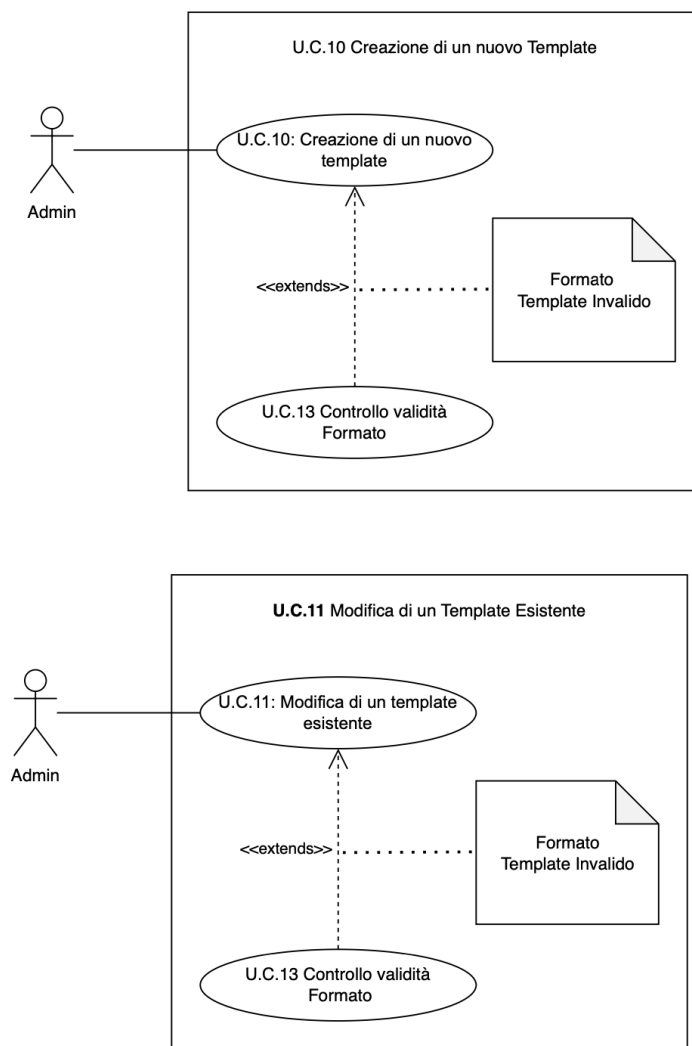 U.C.10 Creazione di un nuovo Template
U.C.10: Creazione di un nuovo
template
Admin
Formato
Template Invalido
<<extends>>
U.C.13 Controllo validità
Formato
U.C.11 Modifica di un Template Esistente
U.C.11: Modifica di un template
esistente
Admin
Formato
Template Invalido
<<extends>>
U.C.13 Controllo validità
Formato